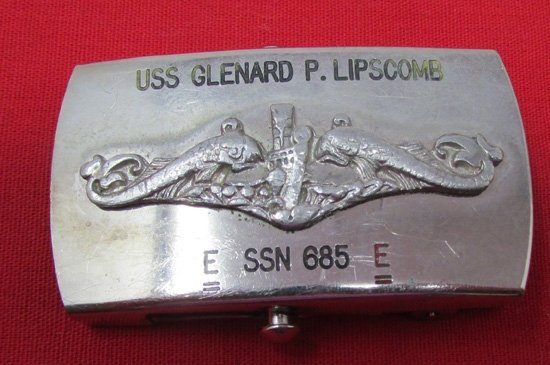 USS GLENARD P. LIPSCOMB
E SSN 685 E